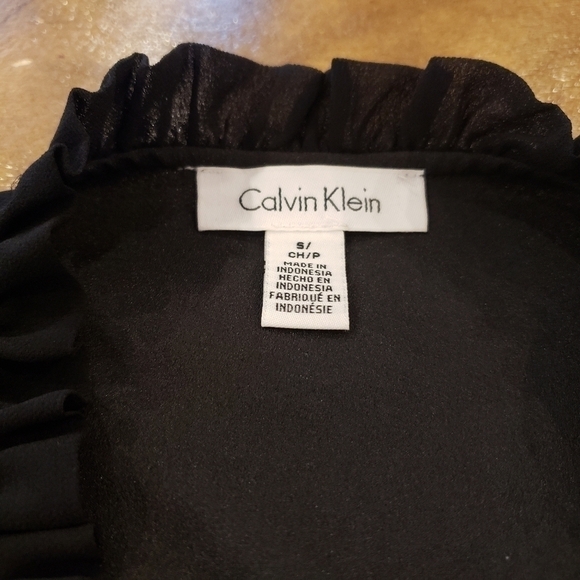 Calvin Klein
S/
CH/P
MADE IN
INDONESIA
HECHO EN
INDONESIA
FABRIQUÉ EN
INDONÉSIE